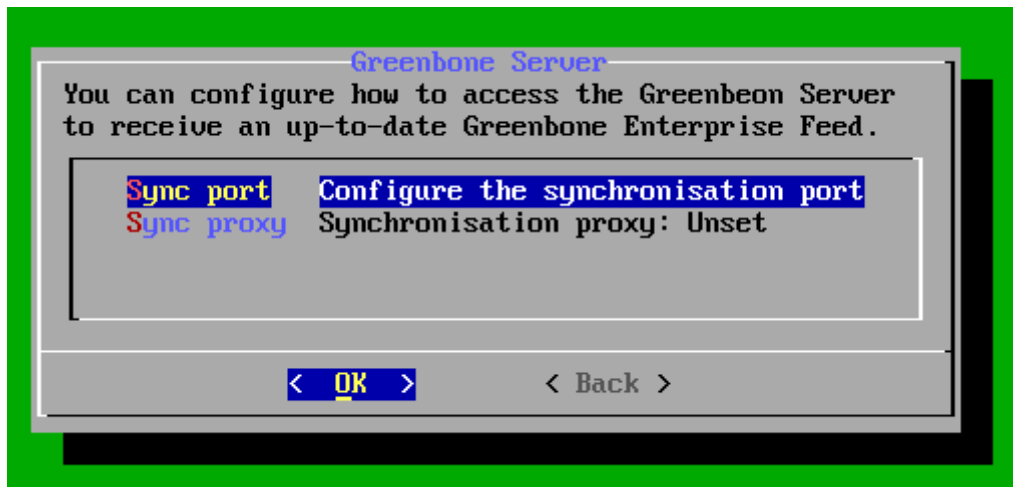 Greenbone Server
You can configure how to access the Greenbeon Server
to receive an up-to-date Greenbone Enterprise Feed.
Sync port Configure the synchronisation port
Sync proxy Synchronisation proxy: Unset
< OK > < Back >